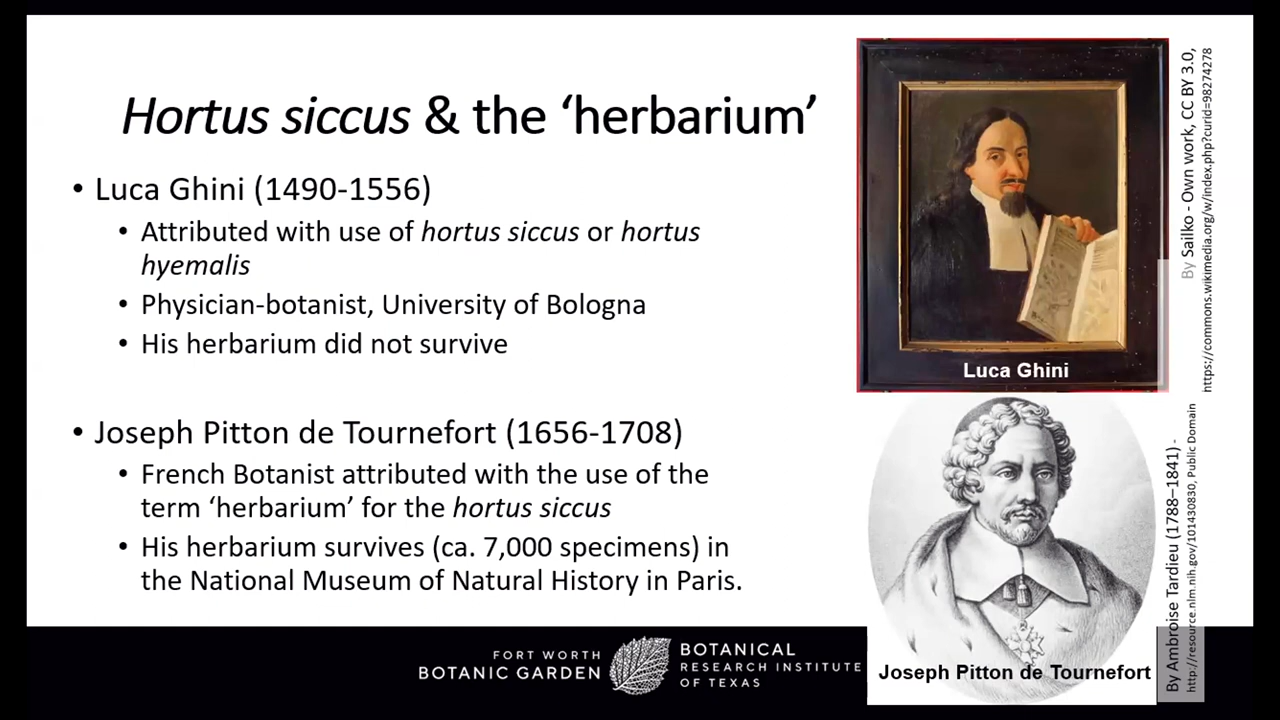 Hortus siccus & the ‘herbarium’
• Luca Ghini (1490-1556)
• Attributed with use of hortus siccus or hortus
hyemalis
• Physician-botanist, University of Bologna
• His herbarium did not survive
• Joseph Pitton de Tournefort (1656-1708)
• French Botanist attributed with the use of the
term ‘herbarium’ for the hortus siccus
• His herbarium survives (ca. 7,000 specimens) in
the National Museum of Natural History in Paris.
Luca Ghini
By Sailko - Own work, CC BY 3.0,
https://commons.wikimedia.org/w/index.php?curid=98274278
Joseph Pitton de Tournefort
By Ambroise Tardieu (1788–1841) -
http://resource.nlm.nih.gov/101430830, Public Domain
FORT WORTH
BOTANIC GARDEN
BOTANICAL
RESEARCH INSTITUTE
OF TEXAS